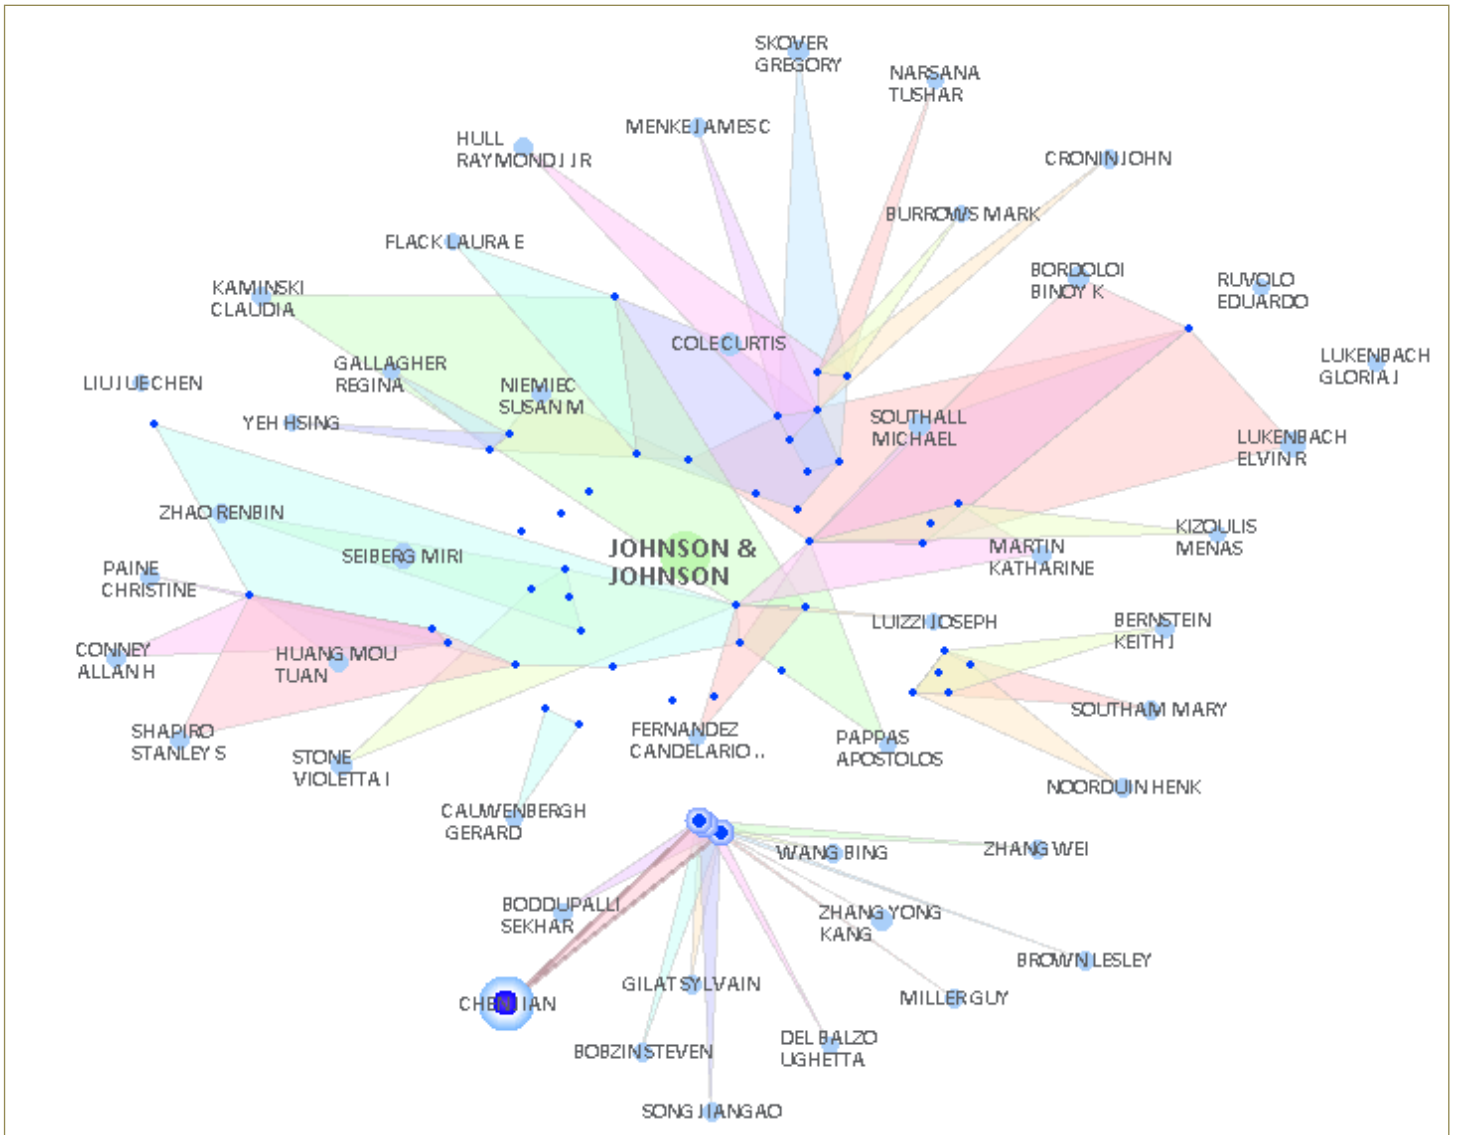 SKOVER
GREGORY
NARSANA
TUSHAR
MENKE JAMES C
HULL
RAYMOND J JR
CRONIN JOHN
BURROWS MARK
FLACK LAURA E
BORDOLOI
BINOY K
RUVOLO
EDUARDO
KAMINSKI
CLAUDIA
COLE CURTIS
LUKENBACH
GLORIA J
GALLAGHER
REGINA
LIU JUE CHEN
NIEMIEC
SUSAN M
YEH HSING
SOUTHALL
MICHAEL
LUKENBACH
ELVIN R
ZHAO RENBIN
KIZOULIS
MENAS
SEIBERG MIRI
JOHNSON &
JOHNSON
MARTIN
KATHARINE
PAINE
CHRISTINE
LUIZZI JOSEPH
BERNSTEIN
KEITH J
CONNEY
ALLAN H
HUANG MOU
TUAN
SOUTHAM MARY
SHAPIRO
STANLEY S
FERNANDEZ
CANDELARIO ..
PAPPAS
APOSTOLOS
STONE
VIOLETTA I
NOORDUIN HENK
CAUWENBERGH
GERARD
WANG BING
ZHANG WEI
BODDUPALLI
SEKHAR
ZHANG YONG
KANG
BROWN LESLEY
GILAT SYLVAIN
MILLER GUY
CHEN JIAN
BOBZIN STEVEN
DEL BALZO
UGHETTA
SONG JIANGAO